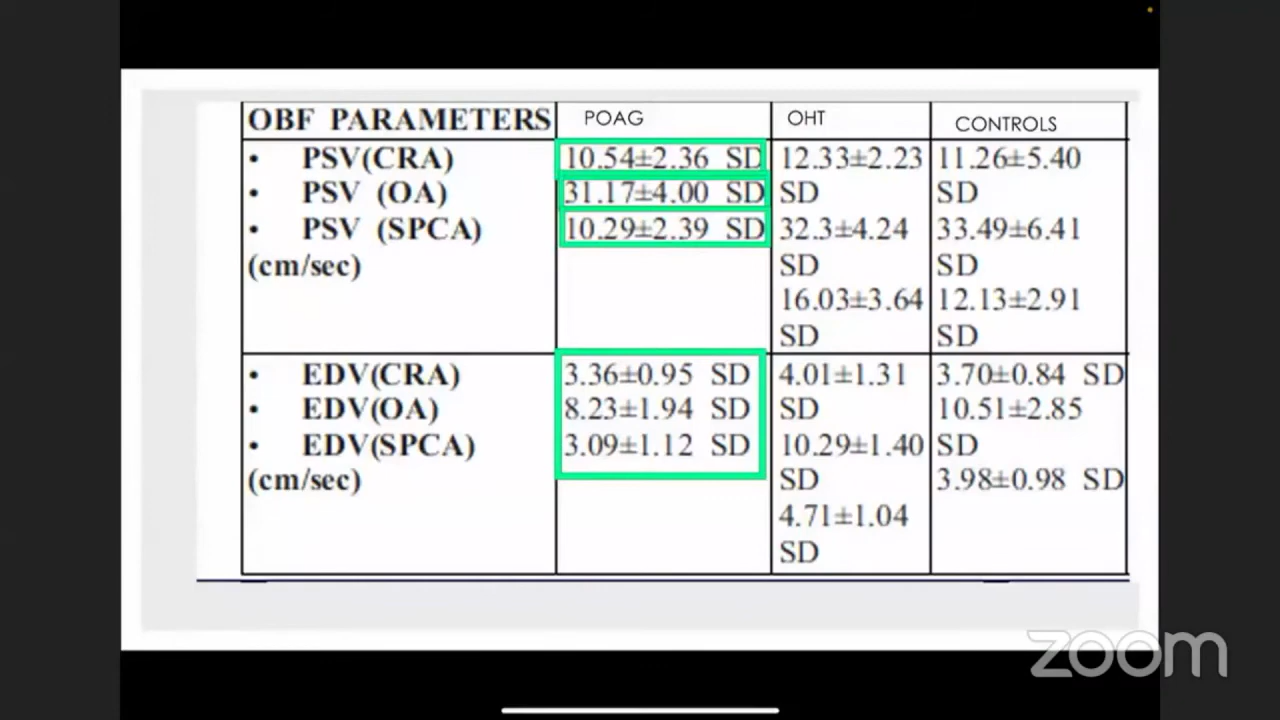 OBF PARAMETERS POAG OHT CONTROLS
• PSV(CRA) 10.54±2.36 SD 12.33±2.23 11.26±5.40
• PSV (OA) 31.17±4.00 SD SD SD
• PSV (SPCA) 10.29±2.39 SD 32.3±4.24 33.49±6.41
(cm/sec) SD SD
16.03±3.64 12.13±2.91
SD SD
• EDV(CRA) 3.36±0.95 SD 4.01±1.31 3.70±0.84 SD
• EDV(OA) 8.23±1.94 SD SD 10.51±2.85
• EDV(SPCA) 3.09±1.12 SD 10.29±1.40 SD
(cm/sec) SD 3.98±0.98 SD
4.71±1.04
SD
zoom